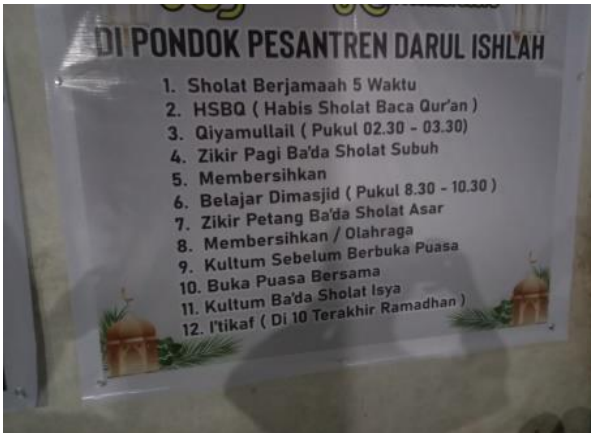 DI PONDOK PESANTREN DARUL ISHLAH
1. Sholat Berjamaah 5 Waktu
2. HSBQ ( Habis Sholat Baca Qur'an )
3. Qiyamullail ( Pukul 02.30 - 03.30)
4. Zikir Pagi Ba'da Sholat Subuh
5. Membersihkan
6. Belajar Dimasjid ( Pukul 8.30 - 10.30 )
7. Zikir Petang Ba'da Sholat Asar
8. Membersihkan / Olahraga
9. Kultum Sebelum Berbuka Puasa
10. Buka Puasa Bersama
11. Kultum Ba'da Sholat Isya
12. I'tikaf ( Di 10 Terakhir Ramadhan )